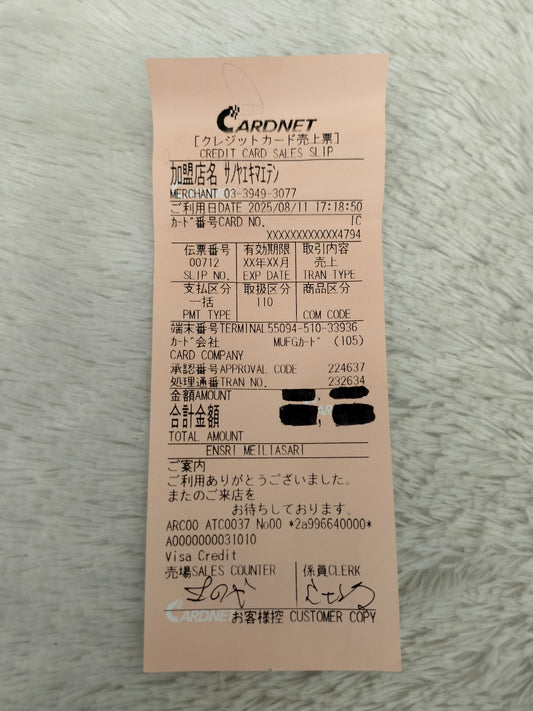 CARDNET
[クレジットカード売上票]
CREDIT CARD SALES SLIP
加盟店名 ｻﾉﾔｴｷﾏｴﾃﾝ
MERCHANT 03-3949-3077
ご利用日DATE 2025/08/11 17:18:50
ｶｰﾄﾞ番号CARD NO. IC
XXXXXXXXXXXX4794
伝票番号 有効期限 取引内容
00712 XX年XX月 売上
SLIP NO. EXP DATE TRAN TYPE
支払区分 取扱区分 商品区分
一括 110
PMT TYPE COM CODE
端末番号TERMINAL55094-510-33936
ｶｰﾄﾞ会社 MUFGｶｰﾄﾞ (105)
CARD COMPANY
承認番号APPROVAL CODE 224637
処理通番TRAN NO. 232634
金額AMOUNT ,
合計金額 ,
TOTAL AMOUNT
ENSRI MEILIASARI
ご案内
ご利用ありがとうございました。
またのご来店を
お待ちしております。
ARC00 ATC0037 No00 *2a996640000*
A0000000031010
Visa Credit
売場SALES COUNTER 係員CLERK
CARDNET お客様控 CUSTOMER COPY